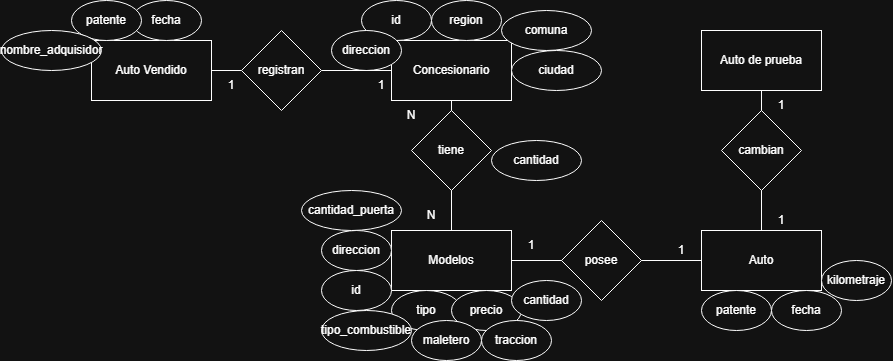 patente
fecha
nombre_adquisidor
Auto Vendido
1
registran
1
id
region
comuna
direccion
Concesionario
ciudad
N
tiene
cantidad
N
Auto de prueba
1
cambian
1
cantidad_puerta
direccion
Modelos
id
tipo
precio
cantidad
tipo_combustible
maletero
traccion
1
posee
1
Auto
kilometraje
patente
fecha